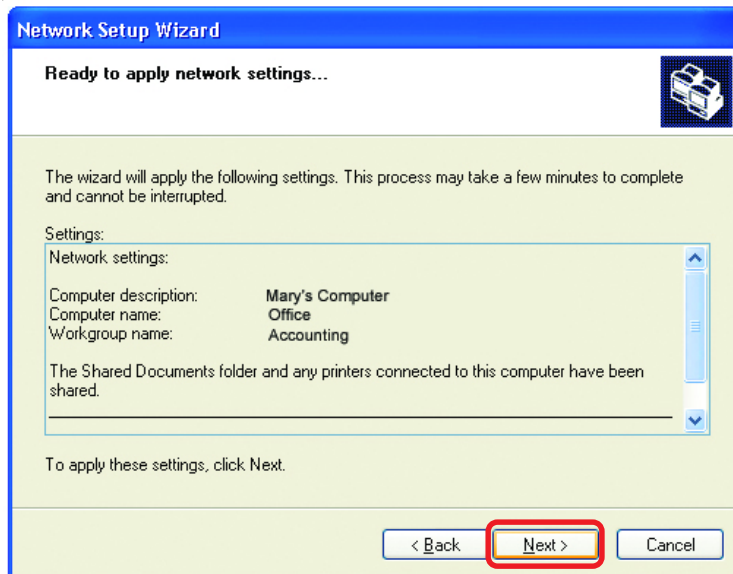 Network Setup Wizard
Ready to apply network settings...
The wizard will apply the following settings. This process may take a few minutes to complete
and cannot be interrupted.
Settings:
Network settings:
Computer description: Mary's Computer
Computer name: Office
Workgroup name: Accounting
The Shared Documents folder and any printers connected to this computer have been
shared.
To apply these settings, click Next.
< Back Next > Cancel